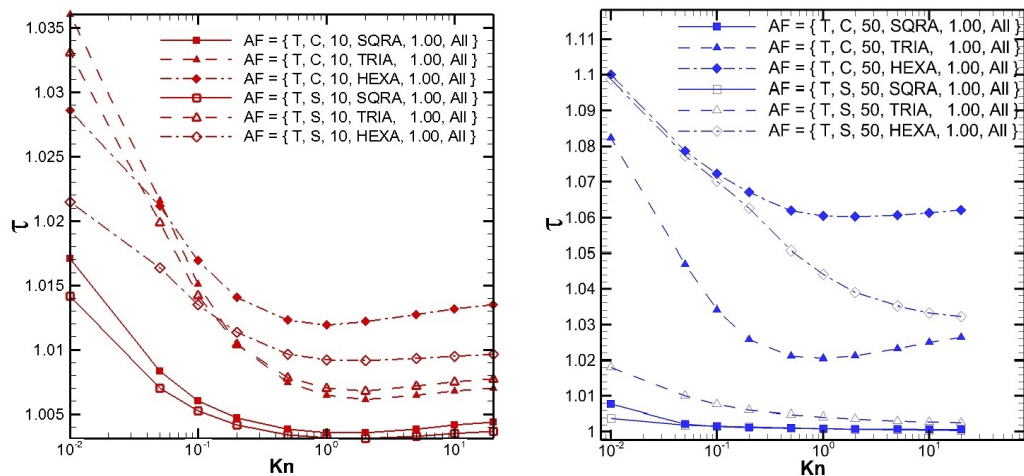 1.035
1.03
1.025
1.02
1.015
1.01
1.005
τ
10⁻²
10⁻¹
10⁰
10¹
Kn
AF = { T, C, 10, SQRA, 1.00, All }
AF = { T, C, 10, TRIA, 1.00, All }
AF = { T, C, 10, HEXA, 1.00, All }
AF = { T, S, 10, SQRA, 1.00, All }
AF = { T, S, 10, TRIA, 1.00, All }
AF = { T, S, 10, HEXA, 1.00, All }
1.11
1.1
1.09
1.08
1.07
1.06
1.05
1.04
1.03
1.02
1.01
1
τ
10⁻²
10⁻¹
10⁰
10¹
Kn
AF = { T, C, 50, SQRA, 1.00, All }
AF = { T, C, 50, TRIA, 1.00, All }
AF = { T, C, 50, HEXA, 1.00, All }
AF = { T, S, 50, SQRA, 1.00, All }
AF = { T, S, 50, TRIA, 1.00, All }
AF = { T, S, 50, HEXA, 1.00, All }